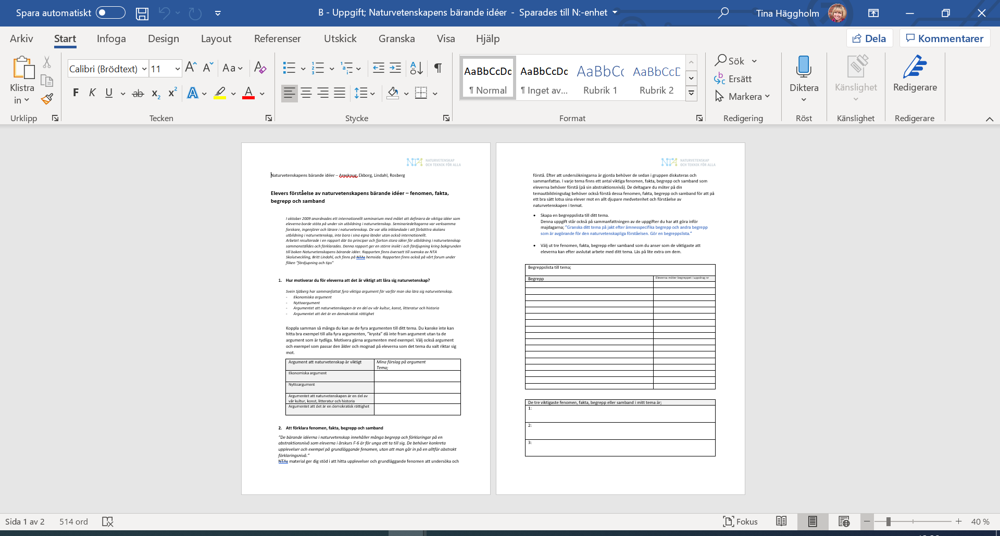 Spara automatiskt
B - Uppgift; Naturvetenskapens bärande idéer - Sparades till N:-enhet
Tina Häggholm
Arkiv Start Infoga Design Layout Referenser Utskick Granska Visa Hjälp
Dela Kommentarer
Klistra in
Urklipp
Calibri (Brödtext) 11
Aa
F K U ab x2 x2 A A
Tecken
Stycke
AaBbCcDc AaBbCcDc AaBbCc AaBbCcD
¶ Normal ¶ Inget av... Rubrik 1 Rubrik 2
Format
Sök
Ersätt
Markera
Redigering
Diktera
Röst
Känslighet
Känslighet
Redigerare
Redigerare
NTA NATURVETENSKAP
OCH TEKNIK FÖR ALLA
Naturvetenskapens bärande idéer – Areskoug, Ekborg, Lindahl, Rosberg
Elevers förståelse av naturvetenskapens bärande idéer – fenomen, fakta,
begrepp och samband
I oktober 2009 anordnades ett internationellt seminarium med målet att definiera de viktiga idéer som
eleverna borde stöta på under sin utbildning i naturvetenskap. Seminariedeltagarna var verksamma
forskare, ingenjörer och lärare i naturvetenskap. De var alla inblandade i att förbättra skolans
utbildning i naturvetenskap, inte bara i sina egna länder utan också internationellt.
Arbetet resulterade i en rapport där tio principer och fjorton stora idéer för utbildning i naturvetenskap
sammanställdes och förklarades. Denna rapport ger en större insikt i och fördjupning kring bakgrunden
till boken Naturvetenskapens bärande idéer. Rapporten finns översatt till svenska av NTA
Skolutveckling, Britt Lindahl, och finns på NTAs hemsida. Rapporten finns också på vårt forum under
fliken ”fördjupning och tips”
1. Hur motiverar du för eleverna att det är viktigt att lära sig naturvetenskap?
Svein Sjöberg har sammanfattat fyra viktiga argument för varför man ska lära sig naturvetenskap.
- Ekonomiska argument
- Nyttoargument
- Argumentet att naturvetenskapen är en del av vår kultur, konst, litteratur och historia
- Argumentet att det är en demokratisk rättighet
Koppla samman så många du kan av de fyra argumenten till ditt tema. Du kanske inte kan
hitta bra exempel till alla fyra argumenten, ”krysta” då inte fram argument utan ta de
argument som är tydliga. Motivera gärna argumenten med exempel. Välj också argument
och exempel som passar den ålder och mognad på eleverna som det tema du valt riktar sig
mot.
Argument att naturvetenskap är viktigt Mina förslag på argument
Tema;
Ekonomiska argument
Nyttoargument
Argumentet att naturvetenskapen är en del av
vår kultur, konst, litteratur och historia
Argumentet att det är en demokratisk rättighet
2. Att förklara fenomen, fakta, begrepp och samband
”De bärande idéerna i naturvetenskap innehåller många begrepp och förklaringar på en
abstraktionsnivå som eleverna i årskurs F-6 är för unga att ta till sig. De behöver konkreta
upplevelser och exempel på grundläggande fenomen, utan att man går in på en alltför abstrakt
förklaringsnivå.”
NTAs material ger dig stöd i att hitta upplevelser och grundläggande fenomen att undersöka och
NTA NATURVETENSKAP
OCH TEKNIK FÖR ALLA
förstå. Efter att undersökningarna är gjorda behöver de sedan i gruppen diskuteras och
sammanfattas. I varje tema finns ett antal viktiga fenomen, fakta, begrepp och samband som
eleverna behöver förstå (på sin abstraktionsnivå). De deltagare du möter på din
temautbildningsdag behöver också förstå dessa fenomen, fakta, begrepp och samband för att på
ett bra sätt lotsa sina elever mot en allt djupare medvetenhet och förståelse av
naturvetenskapen i temat.
• Skapa en begreppslista till ditt tema.
Denna uppgift står också på sammanfattningen av de uppgifter du har att göra inför
majdagarna; ”Granska ditt tema på jakt efter ämnesspecifika begrepp och andra begrepp
som är avgörande för den naturvetenskapliga förståelsen. Gör en begreppslista.”
• Välj ut tre fenomen, fakta, begrepp eller samband som du anser som de viktigaste att
eleverna kan efter avslutat arbete med ditt tema. Läs på lite extra om dem.
Begreppslista till tema;
Begrepp Eleverna möter begreppet i uppdrag nr
De tre viktigaste fenomen, fakta, begrepp eller samband i mitt tema är;
1:
2:
3:
Sida 1 av 2 514 ord
Fokus 40 %